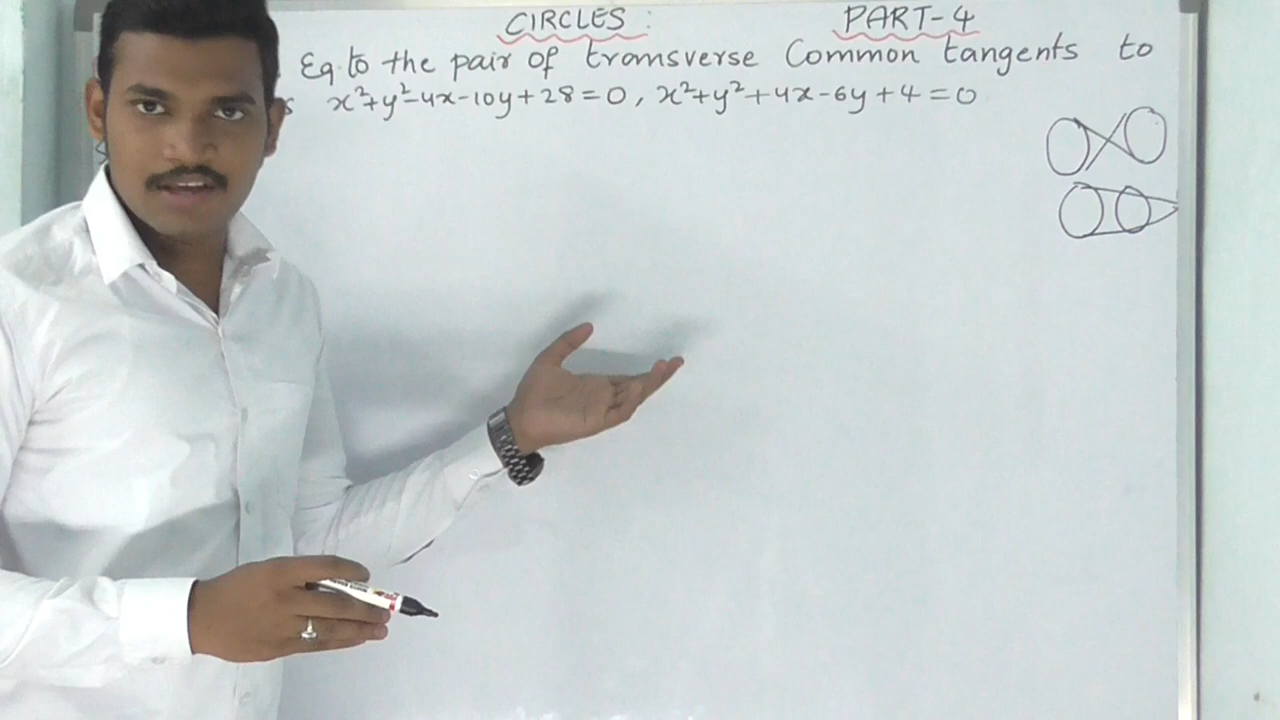 CIRCLES : PART-4
Eq. to the pair of transverse Common tangents to
s x²+y²-4x-10y+28=0, x²+y²+4x-6y+4=0